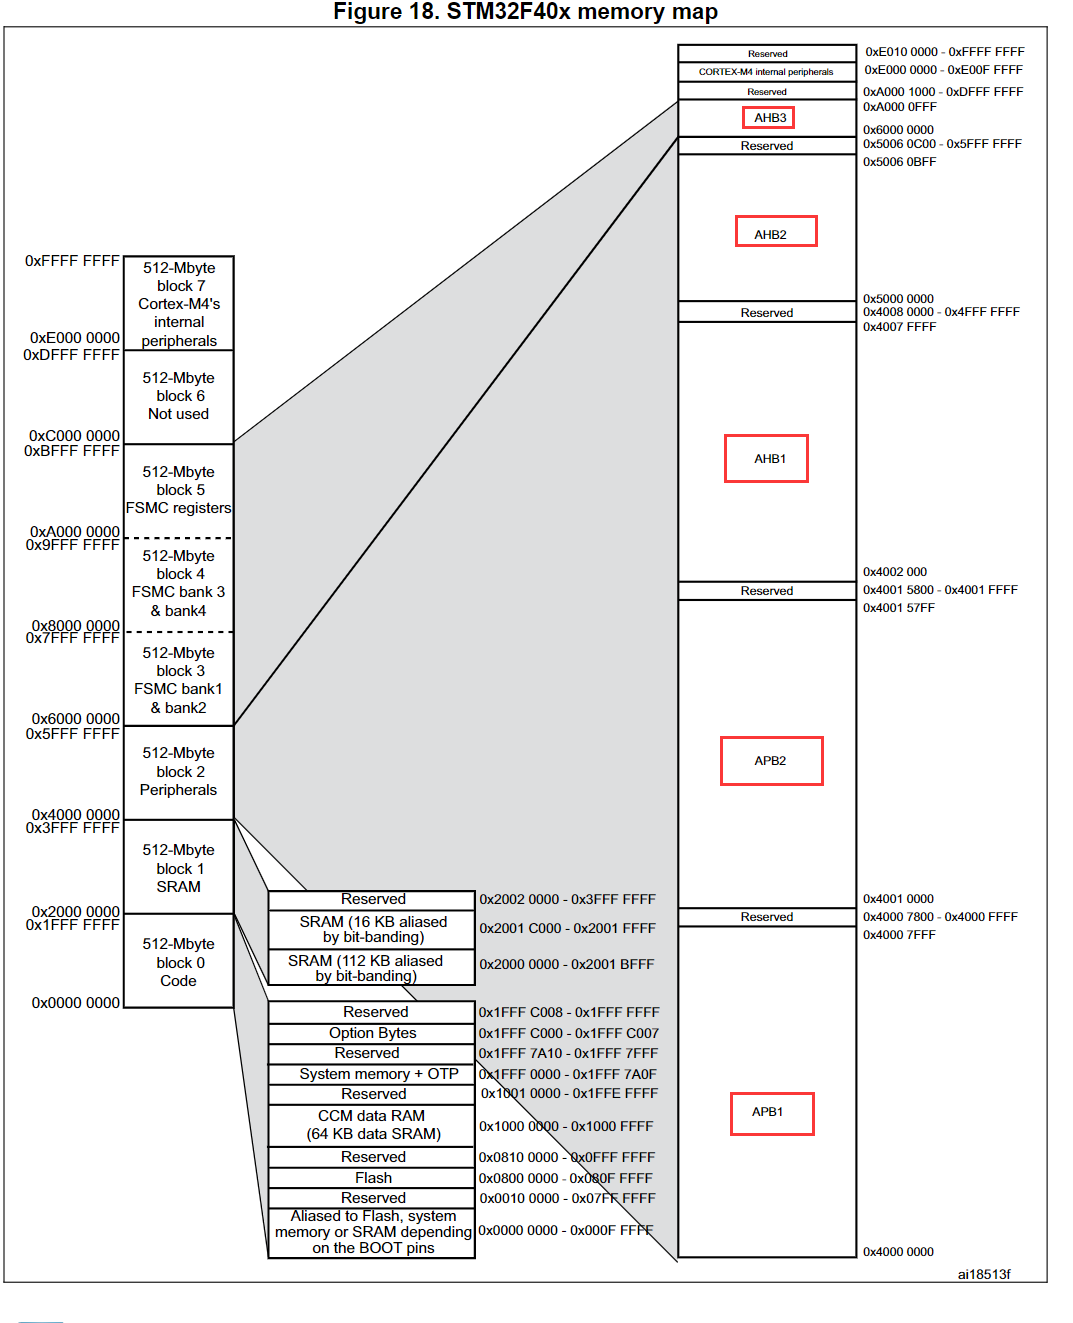 Figure 18. STM32F40x memory map
0xFFFF FFFF
512-Mbyte
block 7
Cortex-M4's
internal
peripherals
0xE000 0000
0xDFFF FFFF
512-Mbyte
block 6
Not used
0xC000 0000
0xBFFF FFFF
512-Mbyte
block 5
FSMC registers
0xA000 0000
0x9FFF FFFF
512-Mbyte
block 4
FSMC bank 3
& bank4
0x8000 0000
0x7FFF FFFF
512-Mbyte
block 3
FSMC bank1
& bank2
0x6000 0000
0x5FFF FFFF
512-Mbyte
block 2
Peripherals
0x4000 0000
0x3FFF FFFF
512-Mbyte
block 1
SRAM
0x2000 0000
0x1FFF FFFF
512-Mbyte
block 0
Code
0x0000 0000
Reserved 0x2002 0000 - 0x3FFF FFFF
SRAM (16 KB aliased
by bit-banding)
0x2001 C000 - 0x2001 FFFF
SRAM (112 KB aliased
by bit-banding)
0x2000 0000 - 0x2001 BFFF
Reserved 0x1FFF C008 - 0x1FFF FFFF
Option Bytes 0x1FFF C000 - 0x1FFF C007
Reserved 0x1FFF 7A10 - 0x1FFF 7FFF
System memory + OTP 0x1FFF 0000 - 0x1FFF 7A0F
Reserved 0x1001 0000 - 0x1FFE FFFF
CCM data RAM
(64 KB data SRAM)
0x1000 0000 - 0x1000 FFFF
Reserved 0x0810 0000 - 0x0FFF FFFF
Flash 0x0800 0000 - 0x080F FFFF
Reserved 0x0010 0000 - 0x07FF FFFF
Aliased to Flash, system
memory or SRAM depending
on the BOOT pins
0x0000 0000 - 0x000F FFFF
Reserved 0xE010 0000 - 0xFFFF FFFF
CORTEX-M4 internal peripherals 0xE000 0000 - 0xE00F FFFF
Reserved 0xA000 1000 - 0xDFFF FFFF
0xA000 0FFF
AHB3
0x6000 0000
Reserved 0x5006 0C00 - 0x5FFF FFFF
0x5006 0BFF
AHB2
0x5000 0000
Reserved 0x4008 0000 - 0x4FFF FFFF
0x4007 FFFF
AHB1
0x4002 000
Reserved 0x4001 5800 - 0x4001 FFFF
0x4001 57FF
APB2
0x4001 0000
Reserved 0x4000 7800 - 0x4000 FFFF
0x4000 7FFF
APB1
0x4000 0000
ai18513f